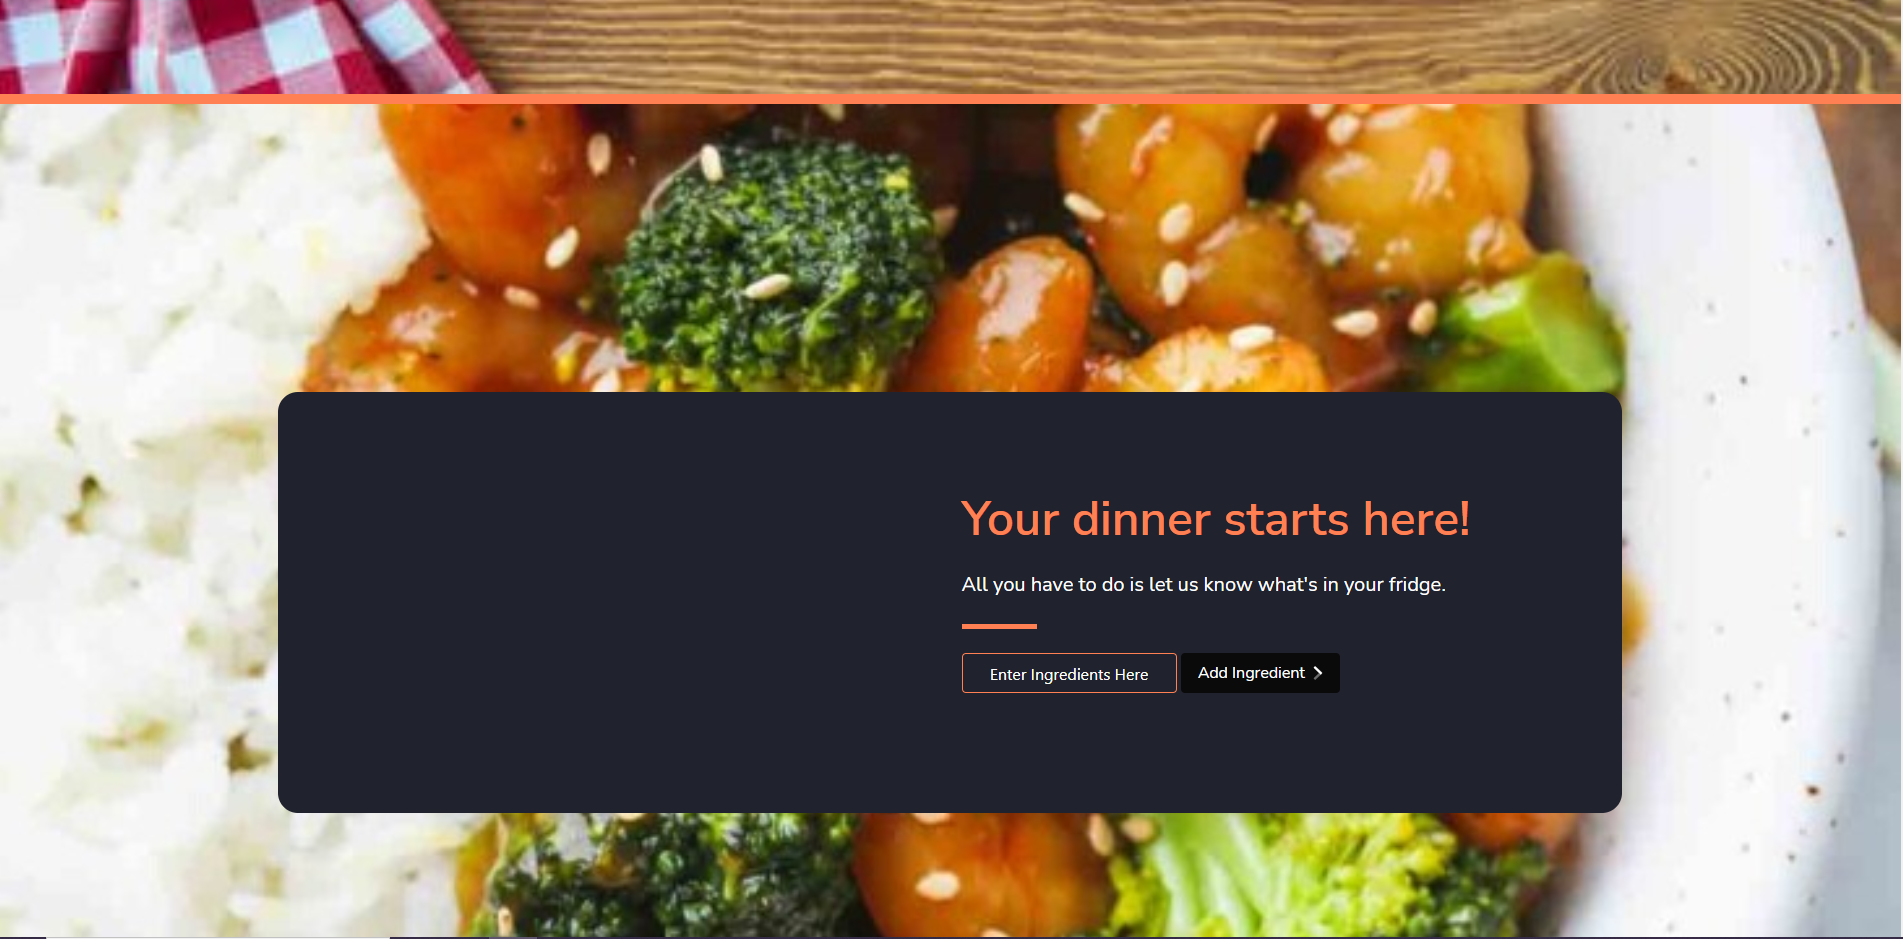 Your dinner starts here!
All you have to do is let us know what's in your fridge.
Enter Ingredients Here
Add Ingredient